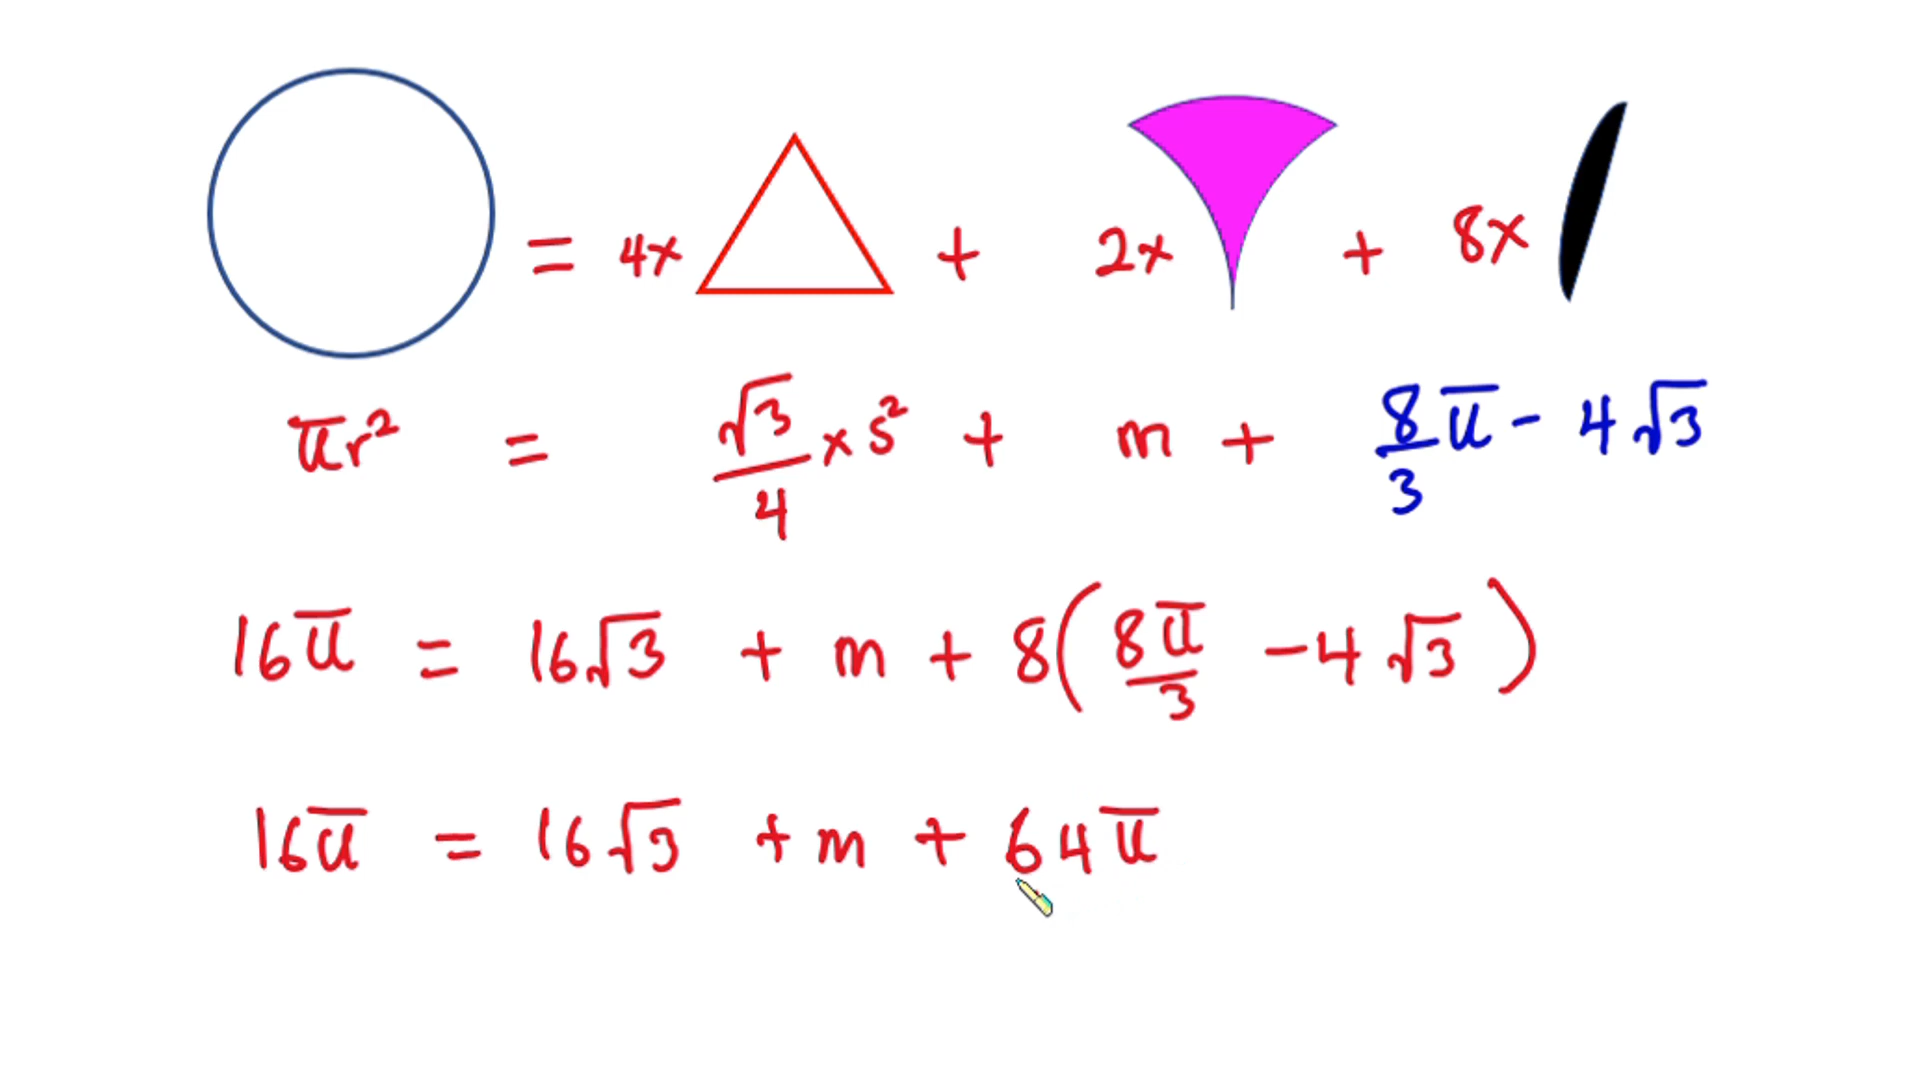 = 4x + 2x + 8x
πr² = √3/4 x s² + m + 8/3 π - 4√3
16π = 16√3 + m + 8(8π/3 - 4√3)
16π = 16√3 + m + 64π